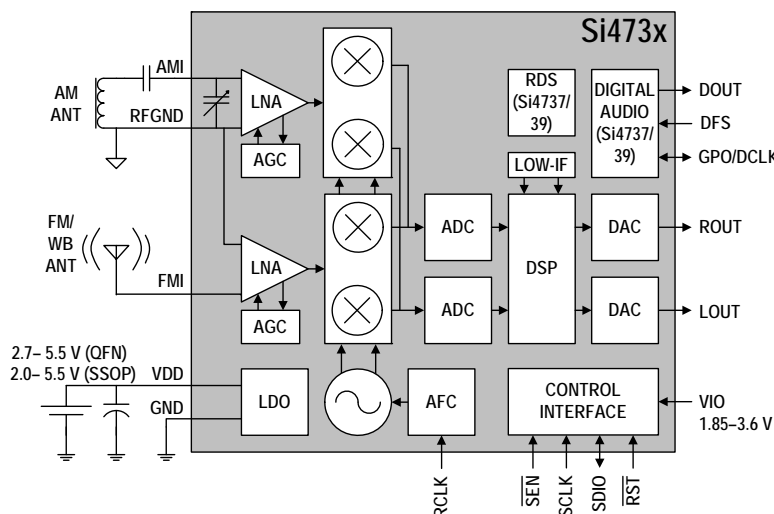 Si473x
AMI
AM
ANT
RFGND
LNA
AGC
RDS
(Si4737/
39)
DIGITAL
AUDIO
(Si4737/
39)
DOUT
DFS
GPO/DCLK
LOW-IF
FM/
WB
ANT
FMI
LNA
AGC
ADC
ADC
DSP
DAC
DAC
ROUT
LOUT
2.7– 5.5 V (QFN)
2.0– 5.5 V (SSOP)
VDD
GND
LDO
AFC
CONTROL
INTERFACE
VIO
1.85–3.6 V
RCLK
SEN
SCLK
SDIO
RST